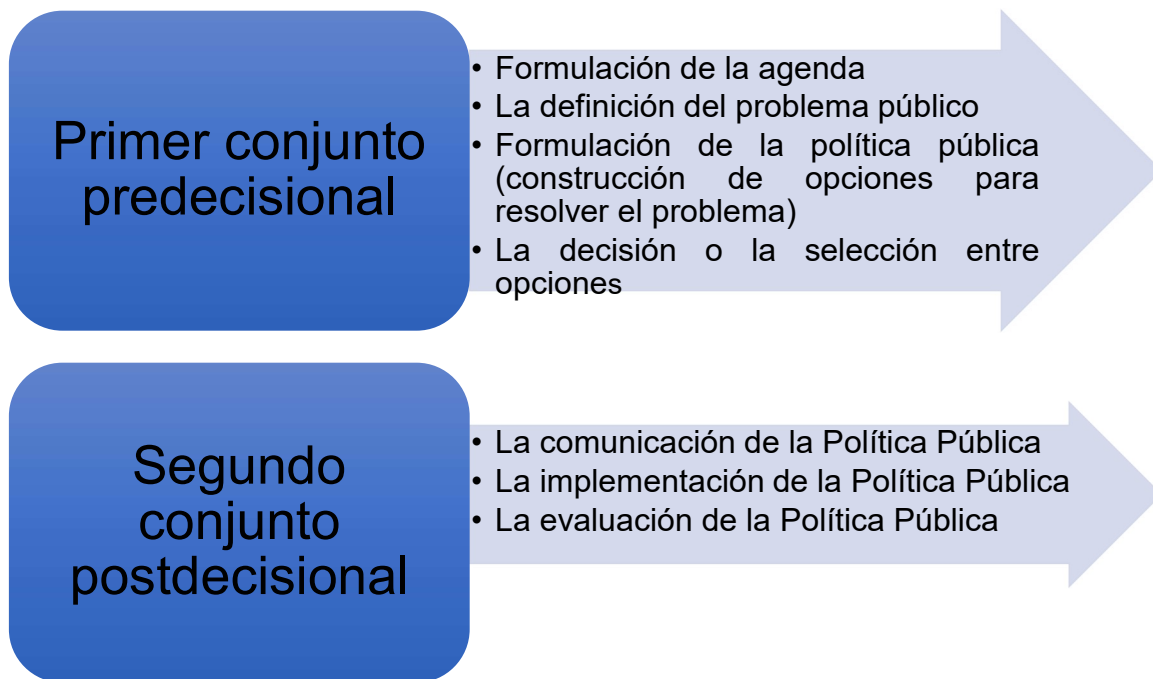 Primer conjunto
predecisional
• Formulación de la agenda
• La definición del problema público
• Formulación de la política pública
(construcción de opciones para
resolver el problema)
• La decisión o la selección entre
opciones
Segundo
conjunto
postdecisional
• La comunicación de la Política Pública
• La implementación de la Política Pública
• La evaluación de la Política Pública